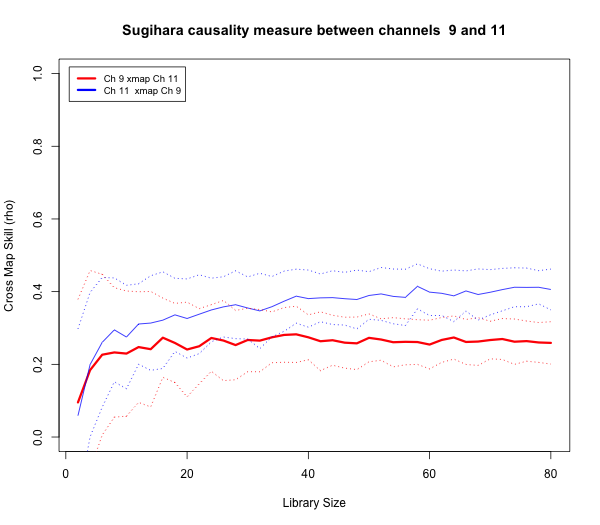 Sugihara causality measure between channels  9 and 11
Ch 9 xmap Ch 11
Ch 11  xmap Ch 9
Cross Map Skill (rho)
1.0
0.8
0.6
0.4
0.2
0.0
0 20 40 60 80
Library Size